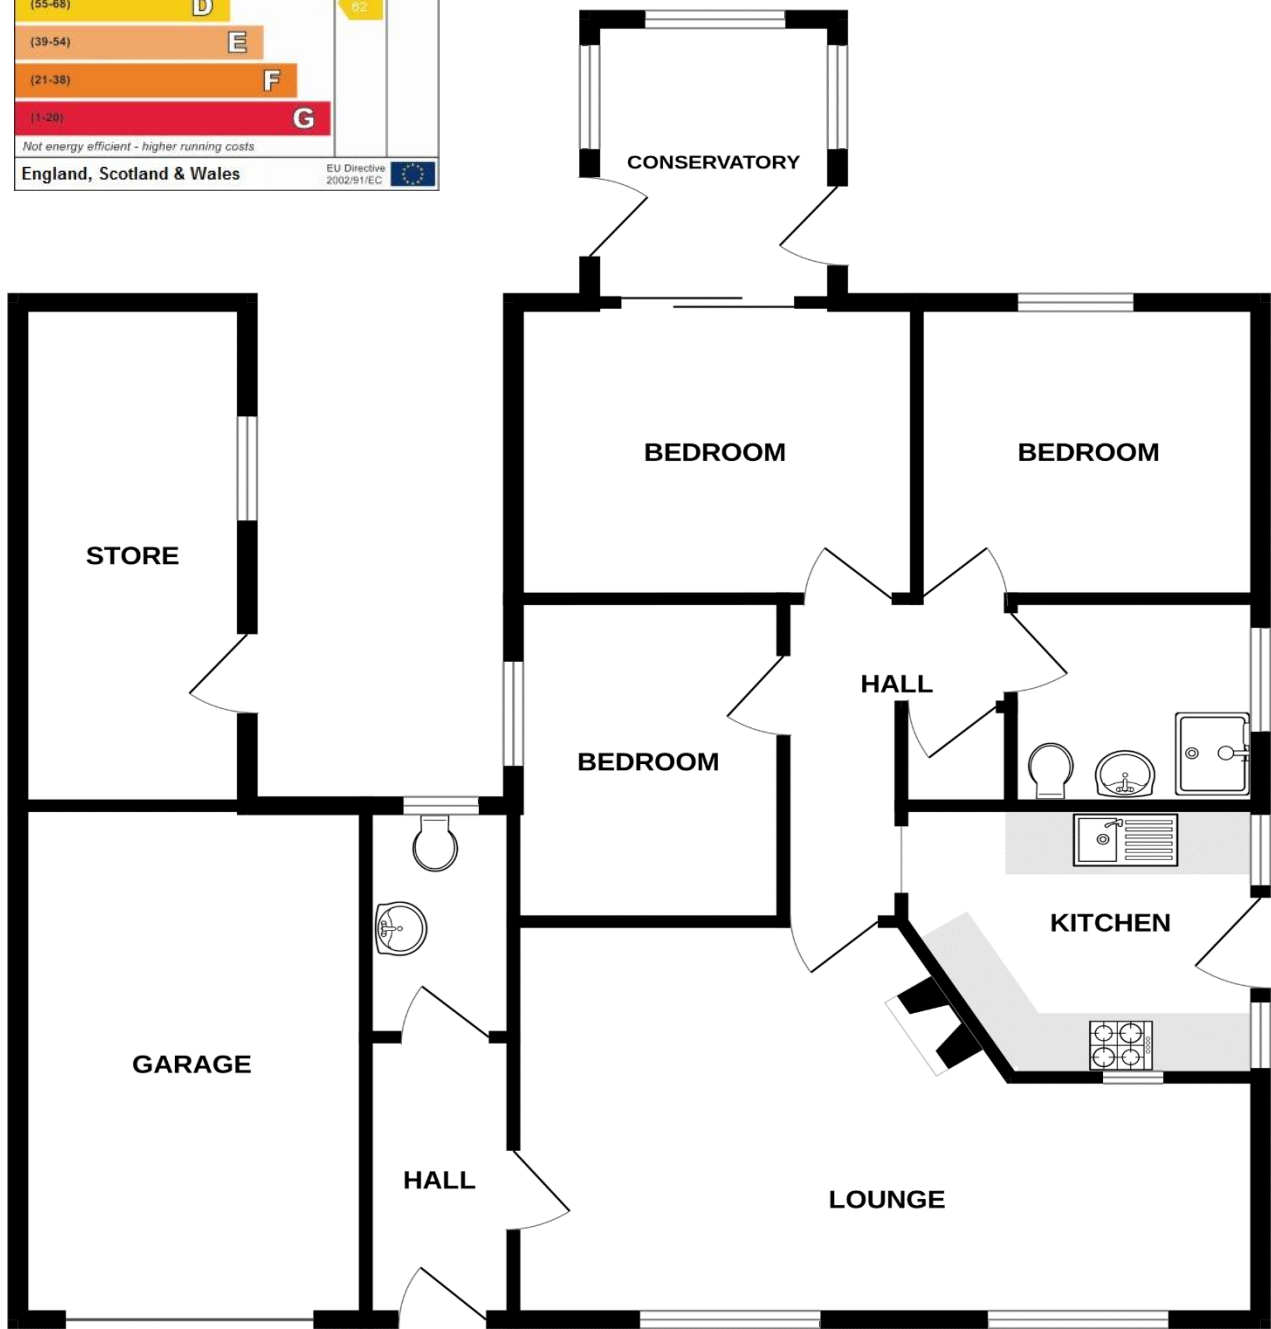 (55-68) D 62
(39-54) E
(21-38) F
(1-20) G
Not energy efficient - higher running costs
England, Scotland & Wales
EU Directive
2002/91/EC
CONSERVATORY
BEDROOM
BEDROOM
STORE
HALL
BEDROOM
KITCHEN
GARAGE
HALL
LOUNGE